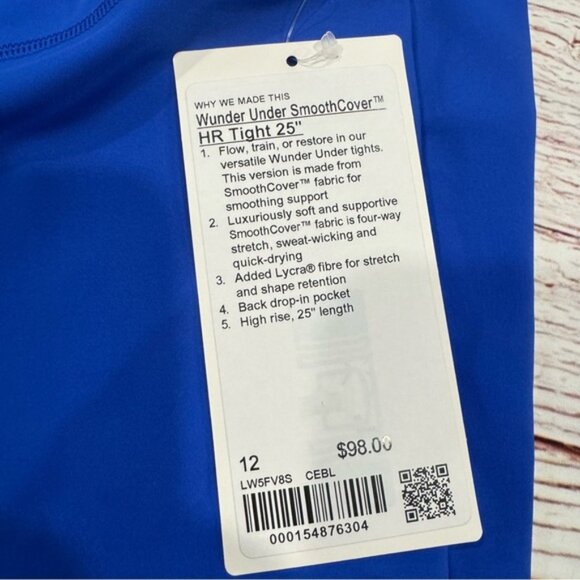 WHY WE MADE THIS
Wunder Under SmoothCover™
HR Tight 25"
1. Flow, train, or restore in our
versatile Wunder Under tights.
This version is made from
SmoothCover™ fabric for
smoothing support
2. Luxuriously soft and supportive
SmoothCover™ fabric is four-way
stretch, sweat-wicking and
quick-drying
3. Added Lycra® fibre for stretch
and shape retention
4. Back drop-in pocket
5. High rise, 25" length
12 $98.00
LW5FV8S CEBL
000154876304